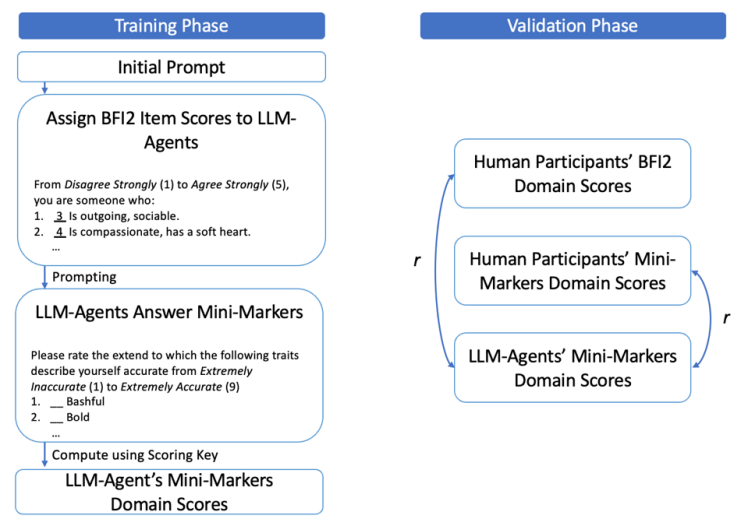 Training Phase
Initial Prompt
Assign BFI2 Item Scores to LLM-
Agents
From Disagree Strongly (1) to Agree Strongly (5),
you are someone who:
1. 3 Is outgoing, sociable.
2. 4 Is compassionate, has a soft heart.
...
Prompting
LLM-Agents Answer Mini-Markers
Please rate the extend to which the following traits
describe yourself accurate from Extremely
Inaccurate (1) to Extremely Accurate (9)
1. __ Bashful
2. __ Bold
...
Compute using Scoring Key
LLM-Agent's Mini-Markers
Domain Scores
Validation Phase
Human Participants' BFI2
Domain Scores
r
Human Participants' Mini-
Markers Domain Scores
r
LLM-Agents' Mini-Markers
Domain Scores